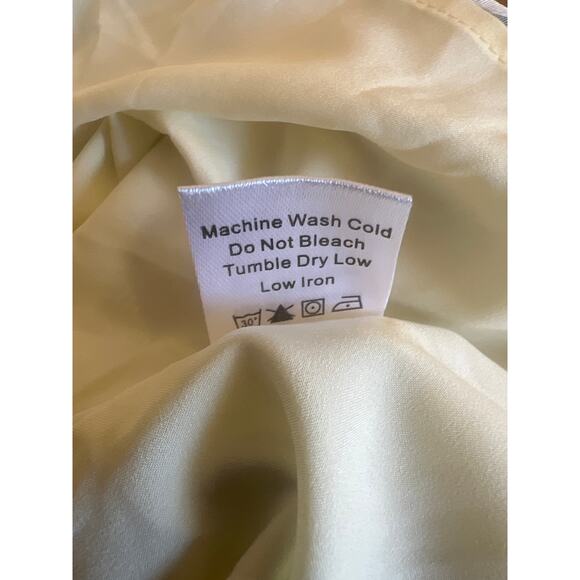 Machine Wash Cold
Do Not Bleach
Tumble Dry Low
Low Iron
30°